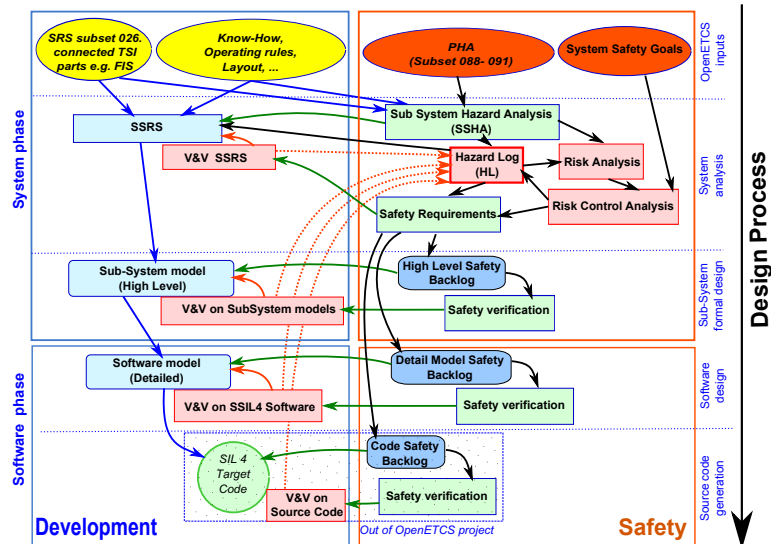 SRS subset 026.
connected TSI
parts e.g. FIS
Know-How,
Operating rules,
Layout, ...
PHA
(Subset 088- 091)
System Safety Goals
OpenETCS
inputs
System phase
SSRS
V&V SSRS
Sub System Hazard Analysis
(SSHA)
Hazard Log
(HL)
Risk Analysis
Risk Control Analysis
Safety Requirements
System
analysis
Sub-System model
(High Level)
V&V on SubSystem models
High Level Safety
Backlog
Safety verification
Sub-System
formal design
Design Process
Software phase
Software model
(Detailed)
V&V on SSIL4 Software
Detail Model Safety
Backlog
Safety verification
Software
design
SIL 4
Target
Code
V&V on
Source Code
Code Safety
Backlog
Safety verification
Source code
generation
Development
Out of OpenETCS project
Safety